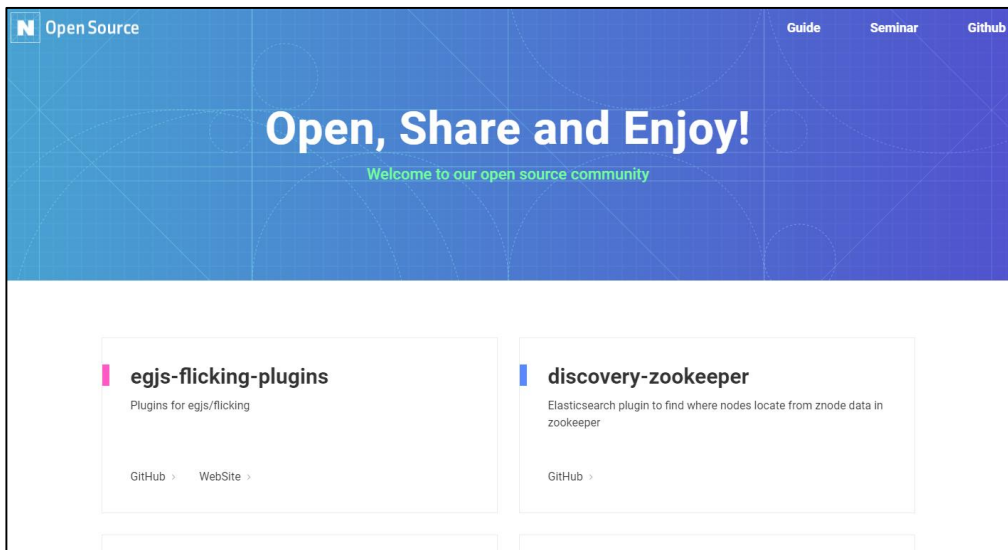 N Open Source
Guide Seminar Github
Open, Share and Enjoy!
Welcome to our open source community
egjs-flicking-plugins
Plugins for egjs/flicking
GitHub > WebSite >
discovery-zookeeper
Elasticsearch plugin to find where nodes locate from znode data in
zookeeper
GitHub >